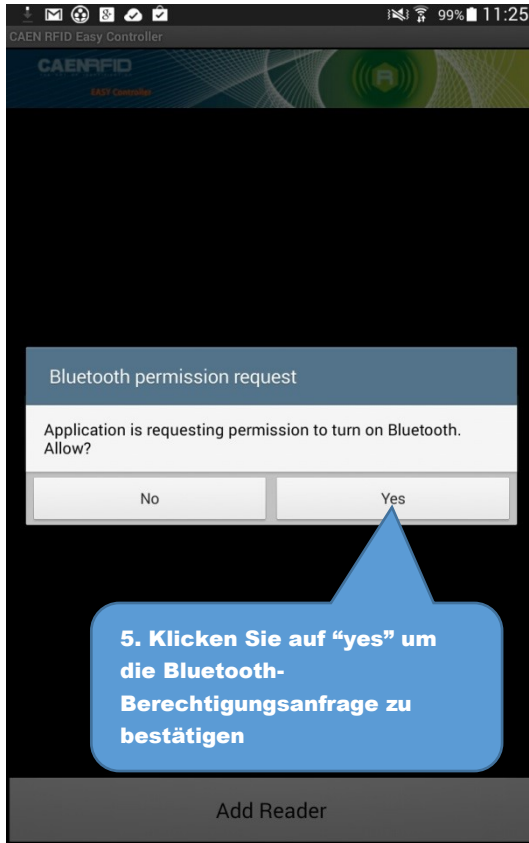 99% 11:25
CAEN RFID Easy Controller
CAENRFID
EASY Controller
Bluetooth permission request
Application is requesting permission to turn on Bluetooth.
Allow?
No
Yes
5. Klicken Sie auf “yes” um
die Bluetooth-
Berechtigungsanfrage zu
bestätigen
Add Reader